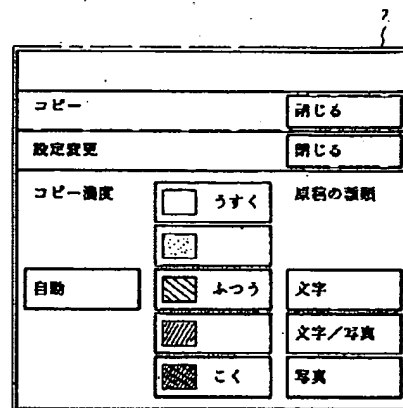 7
コピー 閉じる
設定変更 閉じる
コピー濃度 うすく 原稿の種類
自動 ふつう 文字
文字/写真
こく 写真